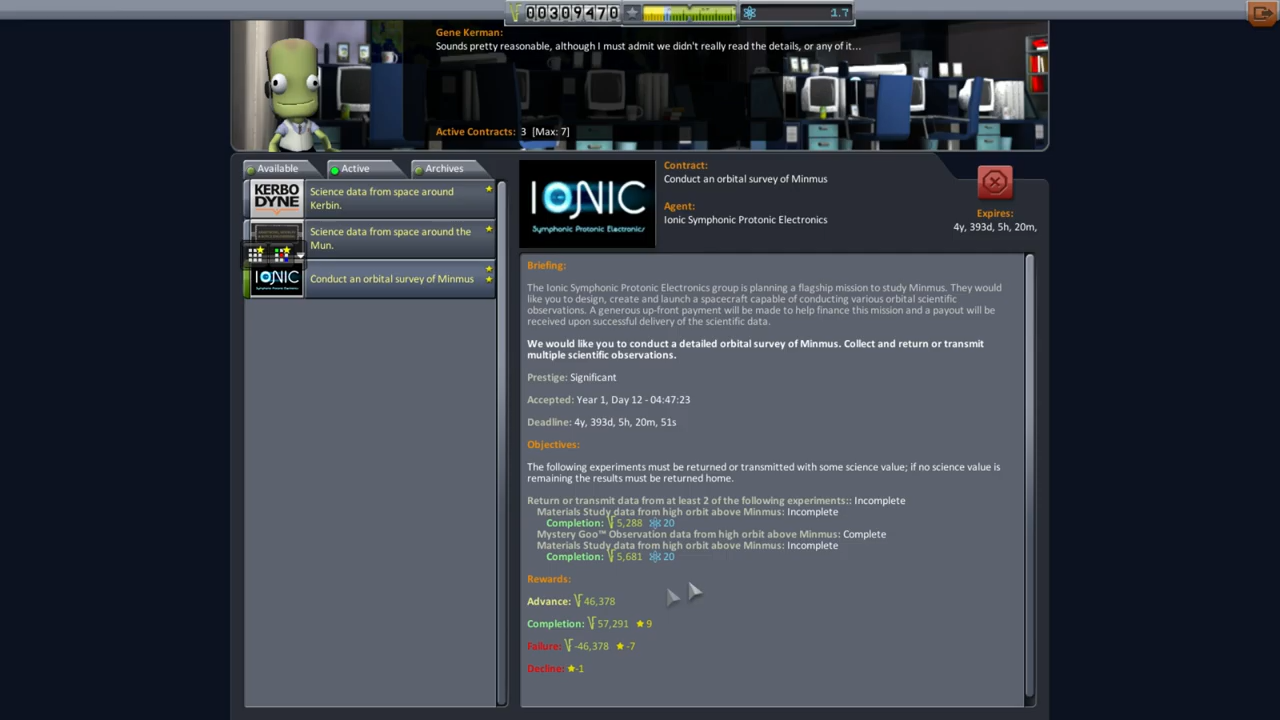 00309470
1.7
Gene Kerman:
Sounds pretty reasonable, although I must admit we didn't really read the details, or any of it...
Active Contracts: 3 [Max: 7]
Available
Active
Archives
KERBO
DYNE
Science data from space around
Kerbin.
Science data from space around the
Mun.
IONIC
Conduct an orbital survey of Minmus
IONIC
Symphonic Protonic Electronics
Contract:
Conduct an orbital survey of Minmus
Agent:
Ionic Symphonic Protonic Electronics
Expires:
4y, 393d, 5h, 20m,
Briefing:
The Ionic Symphonic Protonic Electronics group is planning a flagship mission to study Minmus. They would
like you to design, create and launch a spacecraft capable of conducting various orbital scientific
observations. A generous up-front payment will be made to help finance this mission and a payout will be
received upon successful delivery of the scientific data.
We would like you to conduct a detailed orbital survey of Minmus. Collect and return or transmit
multiple scientific observations.
Prestige: Significant
Accepted: Year 1, Day 12 - 04:47:23
Deadline: 4y, 393d, 5h, 20m, 51s
Objectives:
The following experiments must be returned or transmitted with some science value; if no science value is
remaining the results must be returned home.
Return or transmit data from at least 2 of the following experiments:: Incomplete
Materials Study data from high orbit above Minmus: Incomplete
Completion: 5,288 20
Mystery Goo™ Observation data from high orbit above Minmus: Complete
Materials Study data from high orbit above Minmus: Incomplete
Completion: 5,681 20
Rewards:
Advance: 46,378
Completion: 57,291 9
Failure: -46,378 -7
Decline: -1